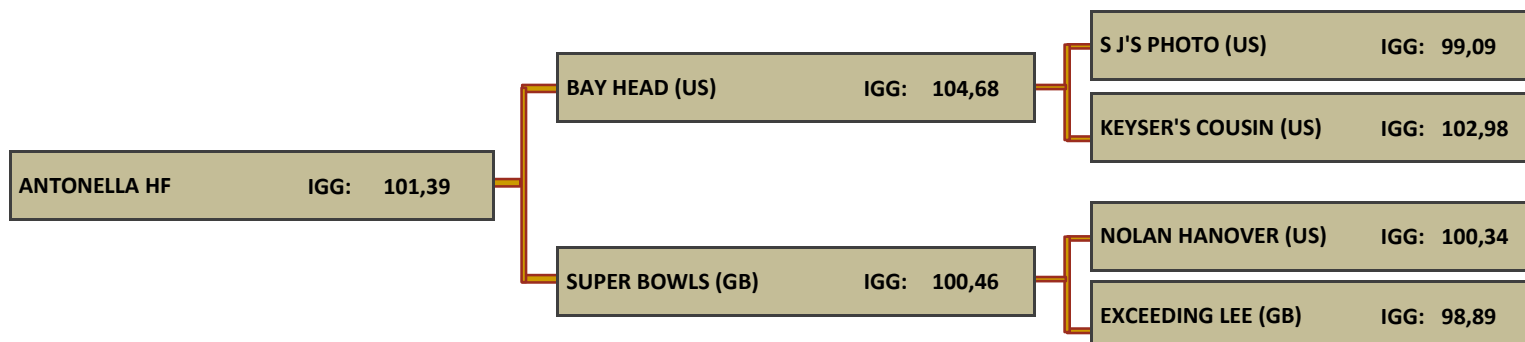 S J'S PHOTO (US) IGG: 99,09
BAY HEAD (US) IGG: 104,68
KEYSER'S COUSIN (US) IGG: 102,98
ANTONELLA HF IGG: 101,39
NOLAN HANOVER (US) IGG: 100,34
SUPER BOWLS (GB) IGG: 100,46
EXCEEDING LEE (GB) IGG: 98,89